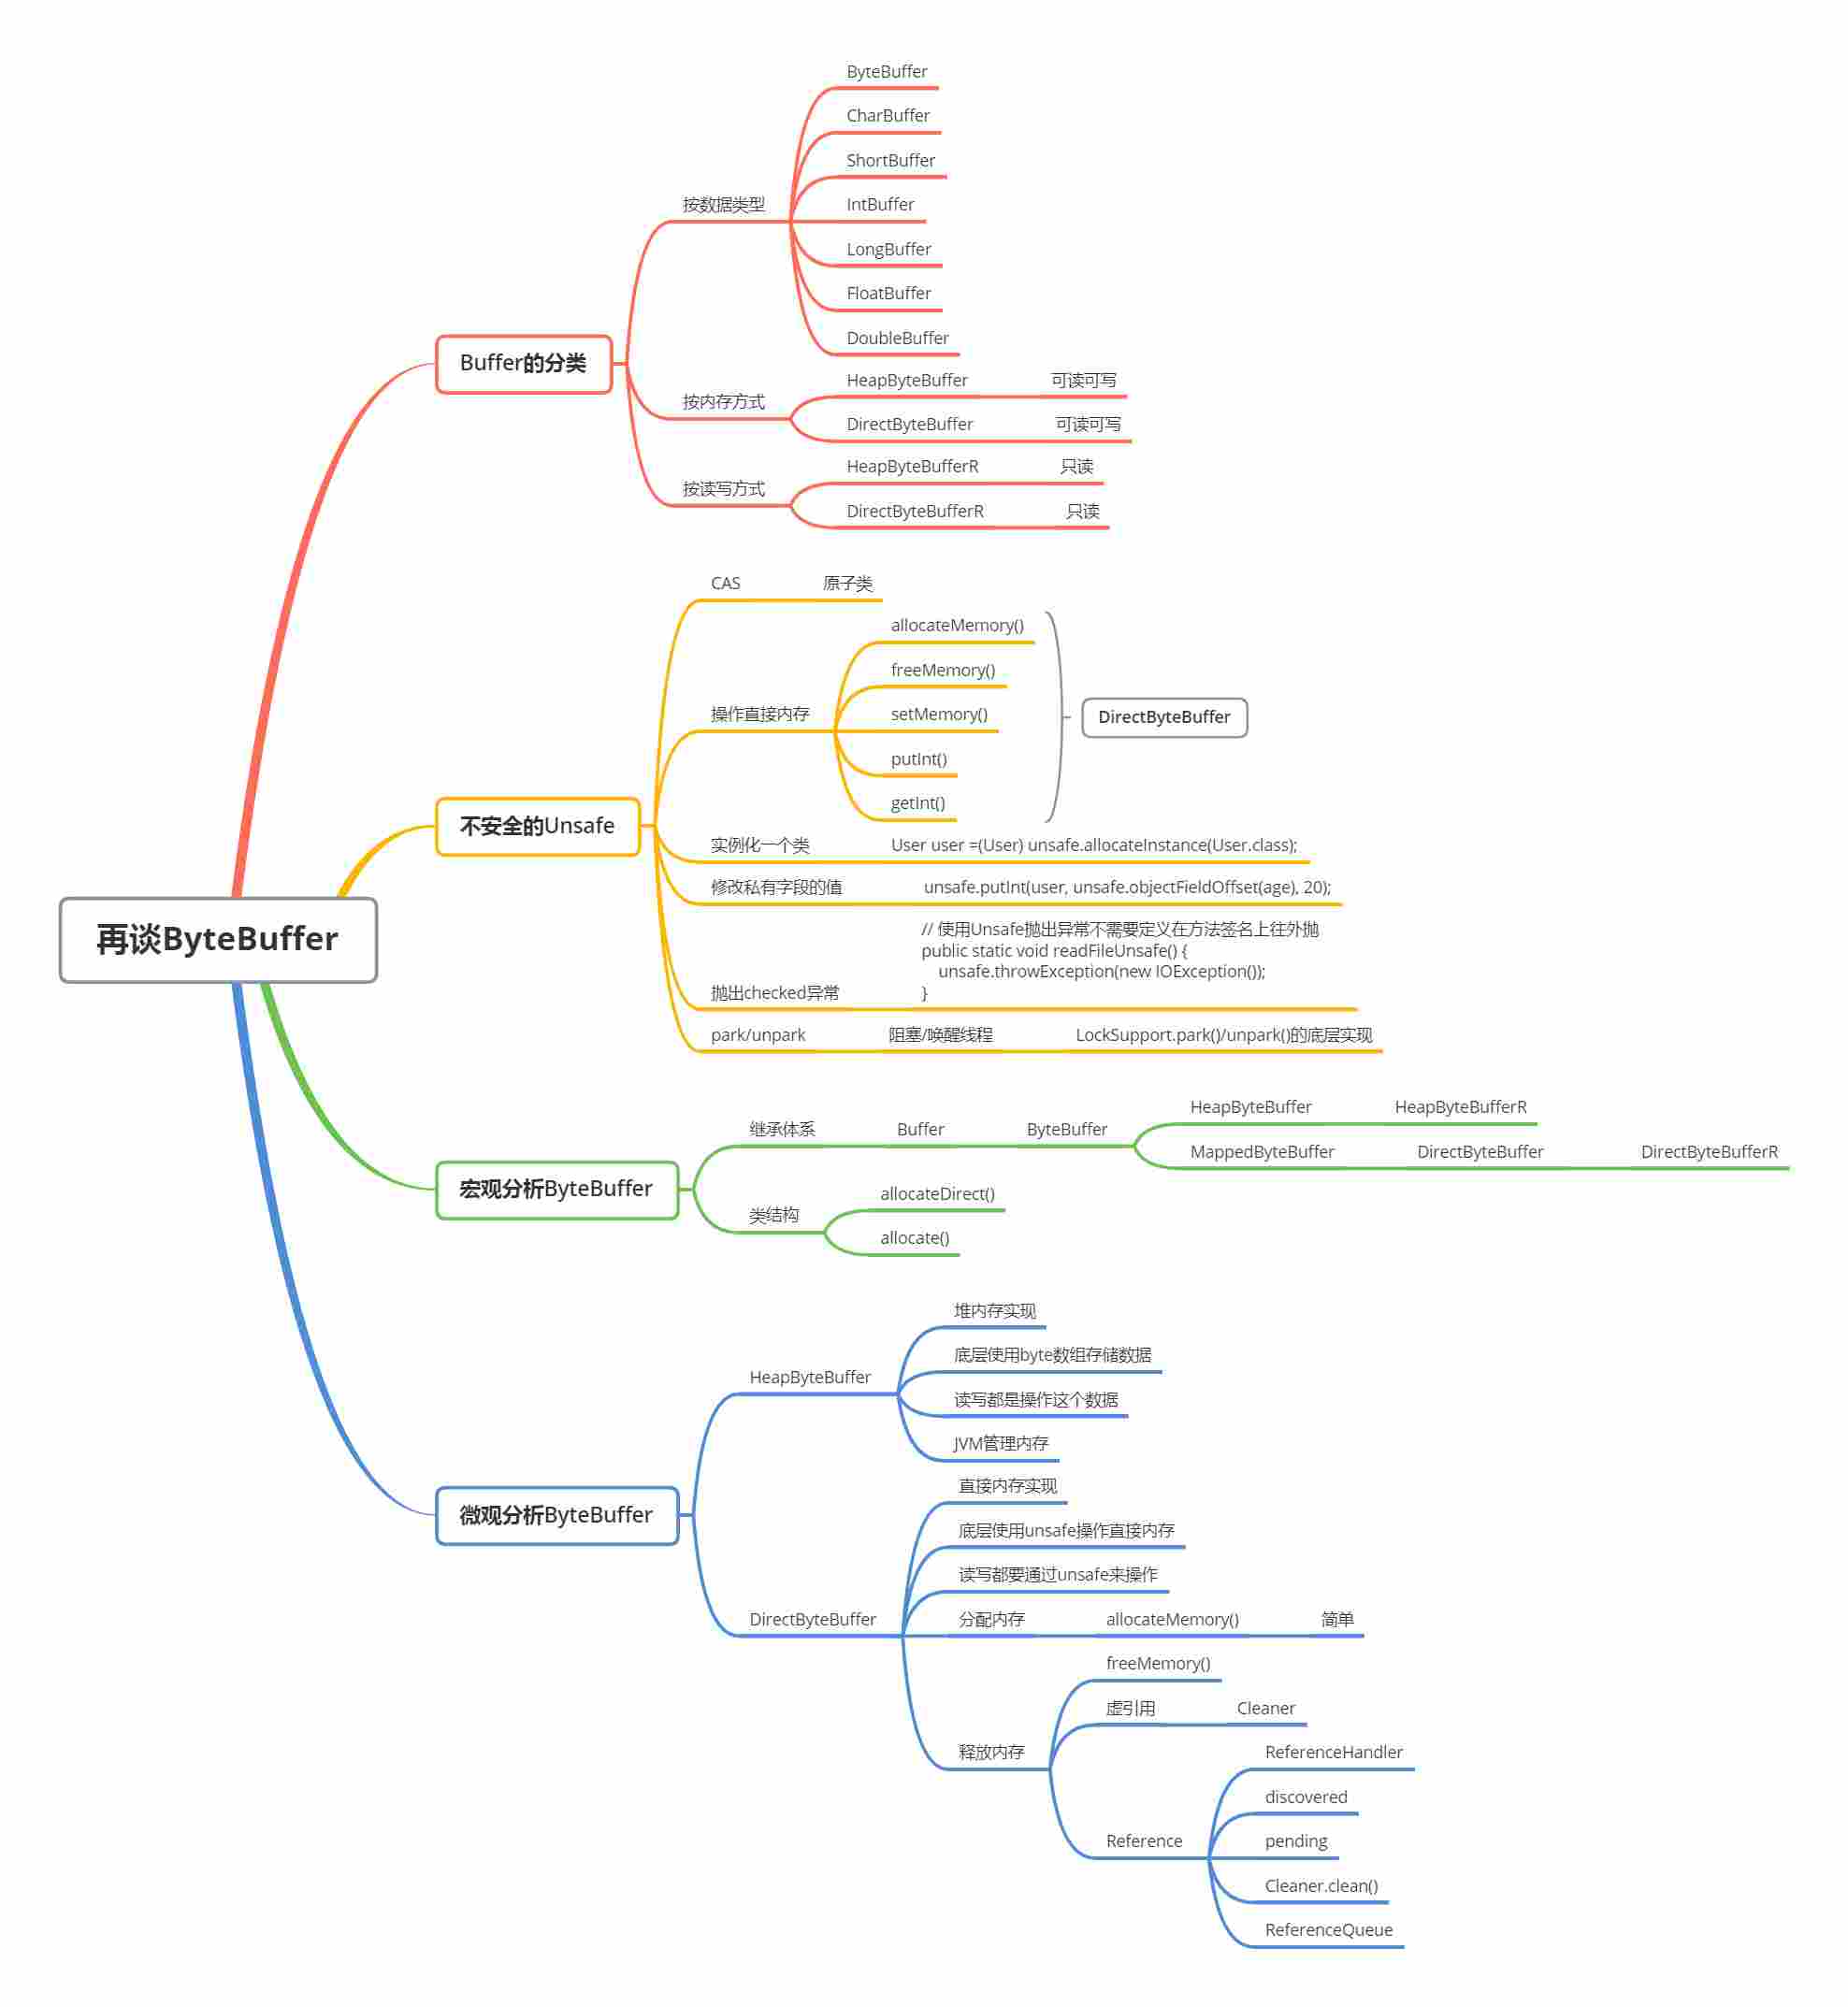 再谈ByteBuffer
Buffer的分类
按数据类型
ByteBuffer
CharBuffer
ShortBuffer
IntBuffer
LongBuffer
FloatBuffer
DoubleBuffer
按内存方式
HeapByteBuffer 可读可写
DirectByteBuffer 可读可写
按读写方式
HeapByteBufferR 只读
DirectByteBufferR 只读
不安全的Unsafe
CAS 原子类
操作直接内存
allocateMemory()
freeMemory()
setMemory()
putInt()
getInt()
DirectByteBuffer
实例化一个类 User user =(User) unsafe.allocateInstance(User.class);
修改私有字段的值 unsafe.putInt(user, unsafe.objectFieldOffset(age), 20);
抛出checked异常
// 使用Unsafe抛出异常不需要定义在方法签名上往外抛
public static void readFileUnsafe() {
unsafe.throwException(new IOException());
}
park/unpark 阻塞/唤醒线程 LockSupport.park()/unpark()的底层实现
宏观分析ByteBuffer
继承体系 Buffer ByteBuffer
HeapByteBuffer HeapByteBufferR
MappedByteBuffer DirectByteBuffer DirectByteBufferR
类结构
allocateDirect()
allocate()
微观分析ByteBuffer
HeapByteBuffer
堆内存实现
底层使用byte数组存储数据
读写都是操作这个数据
JVM管理内存
DirectByteBuffer
直接内存实现
底层使用unsafe操作直接内存
读写都要通过unsafe来操作
分配内存 allocateMemory() 简单
释放内存
freeMemory()
虚引用 Cleaner
Reference
ReferenceHandler
discovered
pending
Cleaner.clean()
ReferenceQueue